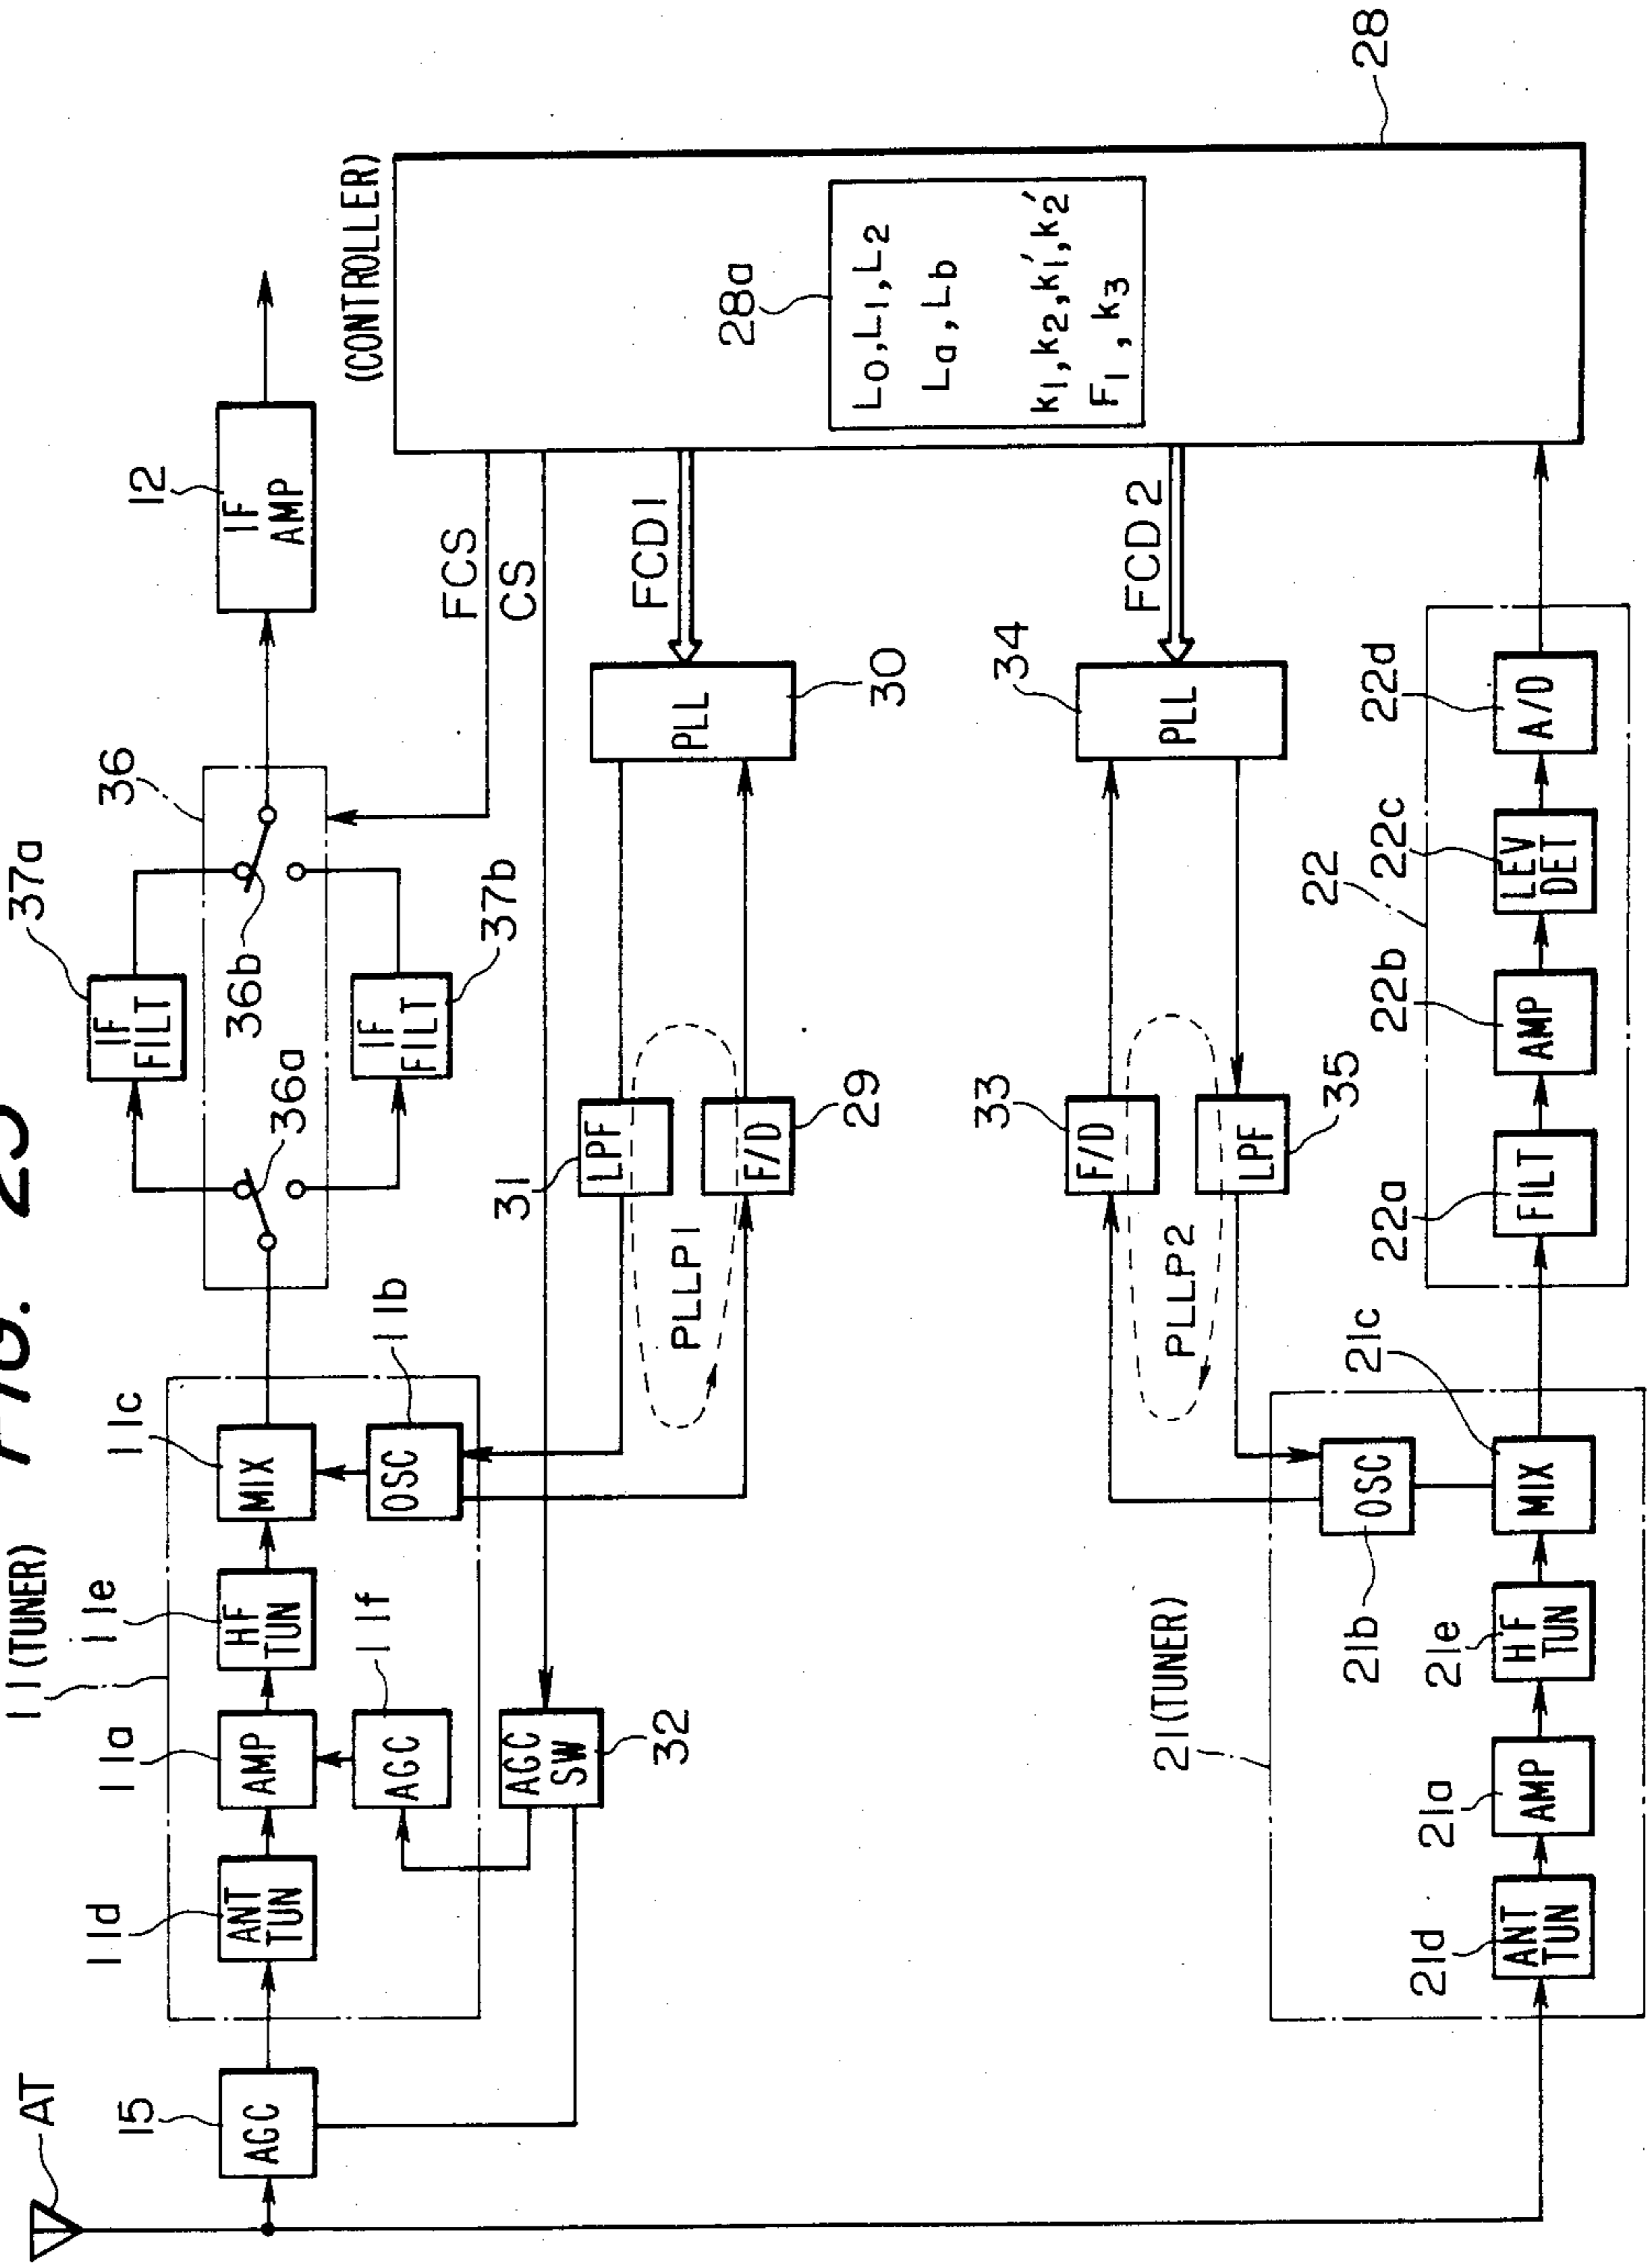 FIG.
AT
15
AGC
11(TUNER)
11d
ANT
TUN
11a
AMP
11e
HF
TUN
11c
MIX
11f
AGC
11b
OSC
37a
IF
FILT
36
36a
36b
IF
FILT
37b
12
IF
AMP
(CONTROLLER)
FCS
CS
AGC
SW
32
31
LPF
PLLP1
F/D
29
FCD1
PLL
30
28a
L0,L1,L2
La,Lb
k1,k2,k1',k2'
F1,k3
28
33
F/D
PLLP2
LPF
35
34
PLL
FCD2
21(TUNER)
21d
ANT
TUN
21a
AMP
21e
HF
TUN
21b
OSC
21c
MIX
22
22a
FILT
22b
AMP
22c
LEV
DET
22d
A/D